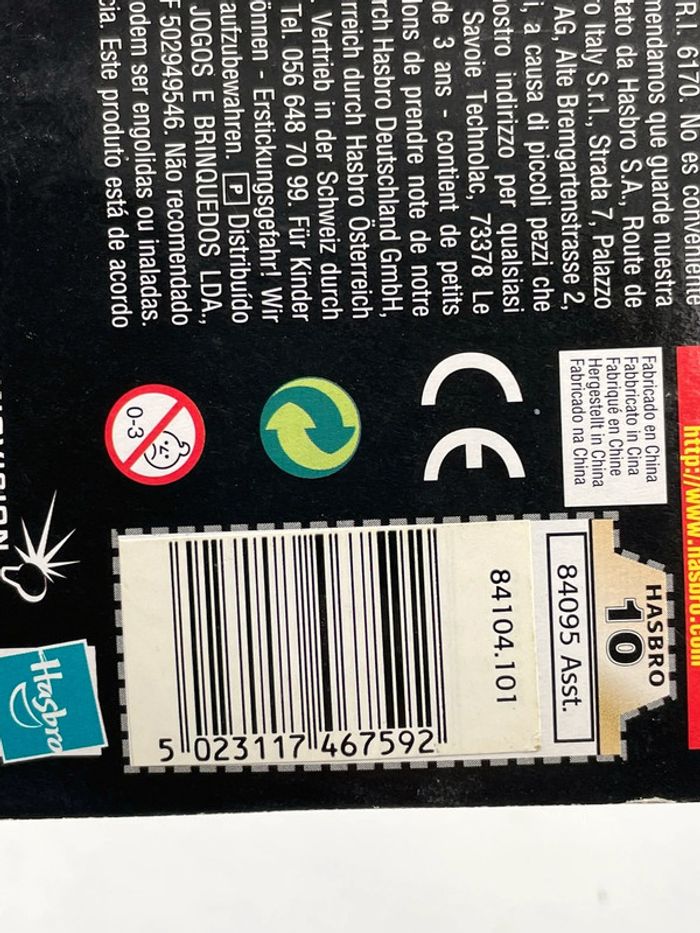 R.I. 6170. No es conveniente
mendamos que guarde nuestra
tato da Hasbro S.A., Route de
ro Italy S.r.l., Strada 7, Palazzo
AG, Alte Bremgartenstrasse 2,
i, a causa di piccoli pezzi che
nostro indirizzo per qualsiasi
Savoie Technolac, 73378 Le
de 3 ans - contient de petits
lons de prendre note de notre
rch Hasbro Deutschland GmbH,
rreich durch Hasbro Österreich
. Vertrieb in der Schweiz durch
Tel. 056 648 70 99. Für Kinder
önnen - Erstickungsgefahr! Wir
aufzubewahren. P Distribuído
JOGOS E BRINQUEDOS LDA.,
F 502949546. Não recomendado
odem ser engolidas ou inaladas.
cia. Este produto está de acordo
http://www.hasbro.com
Fabricado en China
Fabbricato in Cina
Fabriqué en Chine
Hergestellt in China
Fabricado na China
CE
0-3
HASBRO
10
84095 Asst.
84104.101
5 023117 467592
Hasbro